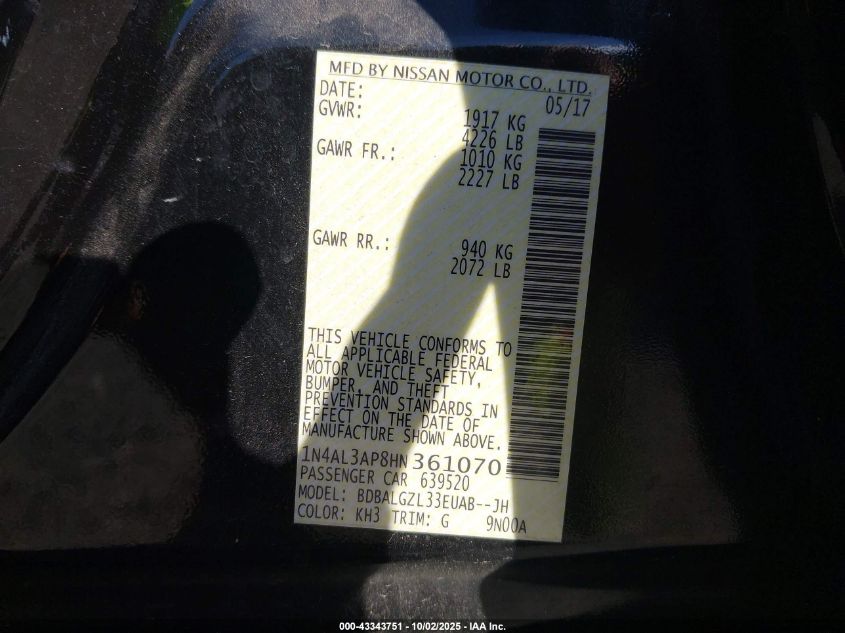 MFD BY NISSAN MOTOR CO., LTD.
DATE: 05/17
GVWR: 1917 KG
4226 LB
GAWR FR.: 1010 KG
2227 LB
GAWR RR.: 940 KG
2072 LB
THIS VEHICLE CONFORMS TO
ALL APPLICABLE FEDERAL
MOTOR VEHICLE SAFETY,
BUMPER, AND THEFT
PREVENTION STANDARDS IN
EFFECT ON THE DATE OF
MANUFACTURE SHOWN ABOVE.
1N4AL3AP8HN361070
PASSENGER CAR 639520
MODEL: BDBALGZL33EUAB--JH
COLOR: KH3 TRIM: G 9N00A
000-43343751 - 10/02/2025 - IAA Inc.